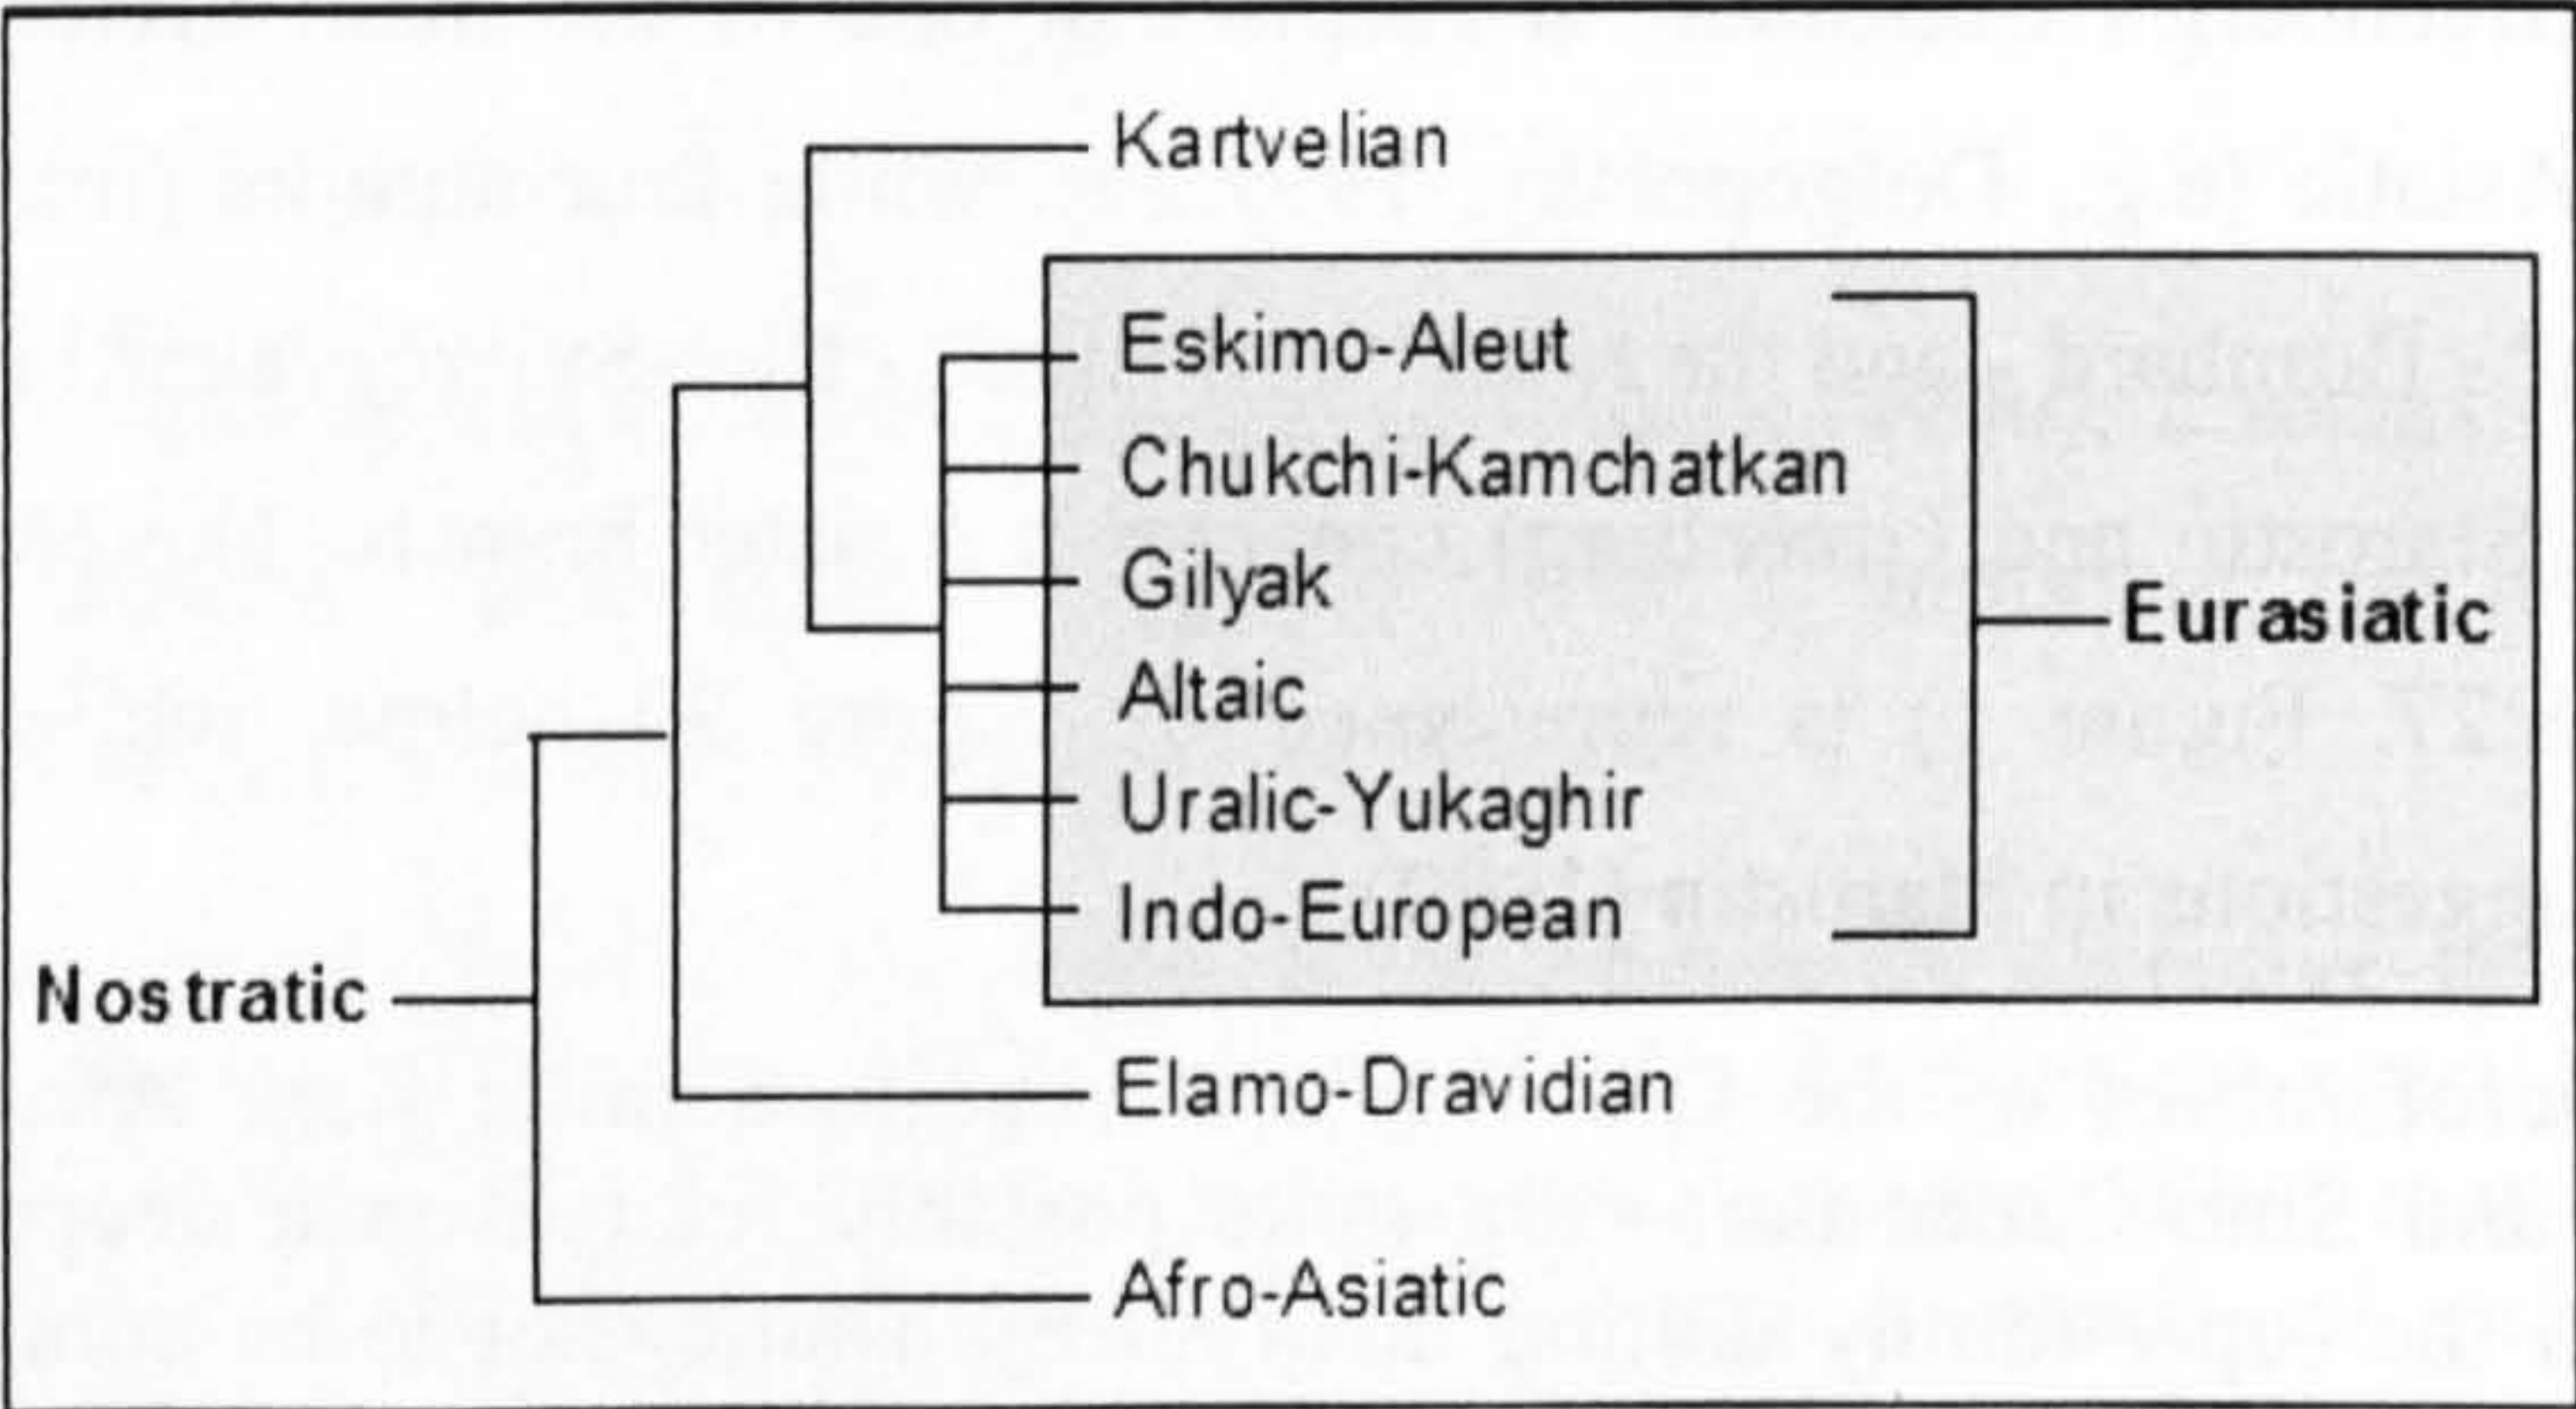 Kartvelian
Eskimo-Aleut
Chukchi-Kamchatkan
Gilyak
Eurasiatic
Altaic
Uralic-Yukaghir
Indo-European
Nostratic
Elamo-Dravidian
Afro-Asiatic